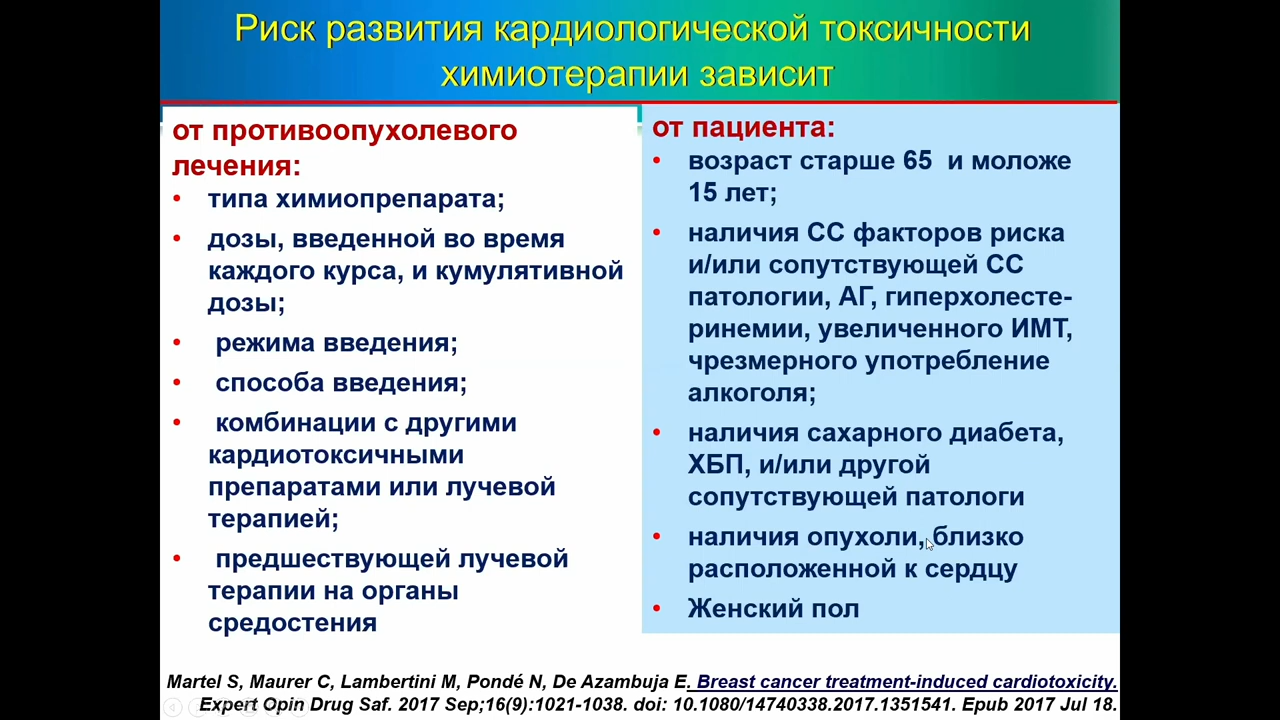 Риск развития кардиологической токсичности
химиотерапии зависит
от противоопухолевого
лечения:
• типа химиопрепарата;
• дозы, введенной во время
каждого курса, и кумулятивной
дозы;
• режима введения;
• способа введения;
• комбинации с другими
кардиотоксичными
препаратами или лучевой
терапией;
• предшествующей лучевой
терапии на органы
средостения
от пациента:
• возраст старше 65 и моложе
15 лет;
• наличия СС факторов риска
и/или сопутствующей СС
патологии, АГ, гиперхолесте-
ринемии, увеличенного ИМТ,
чрезмерного употребление
алкоголя;
• наличия сахарного диабета,
ХБП, и/или другой
сопутствующей патологи
• наличия опухоли, близко
расположенной к сердцу
• Женский пол
Martel S, Maurer C, Lambertini M, Pondé N, De Azambuja E. Breast cancer treatment-induced cardiotoxicity.
Expert Opin Drug Saf. 2017 Sep;16(9):1021-1038. doi: 10.1080/14740338.2017.1351541. Epub 2017 Jul 18.